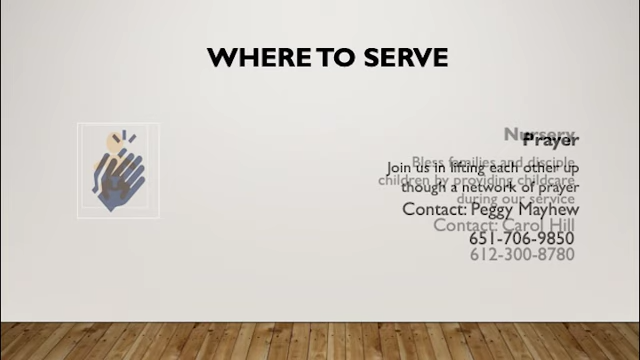 WHERE TO SERVE
Nursery
Prayer
Bless families and disciple
Join us in lifting each other up
children by providing childcare
though a network of prayer
during our service
Contact: Peggy Mayhew
Contact: Carol Hill
651-706-9850
612-300-8780